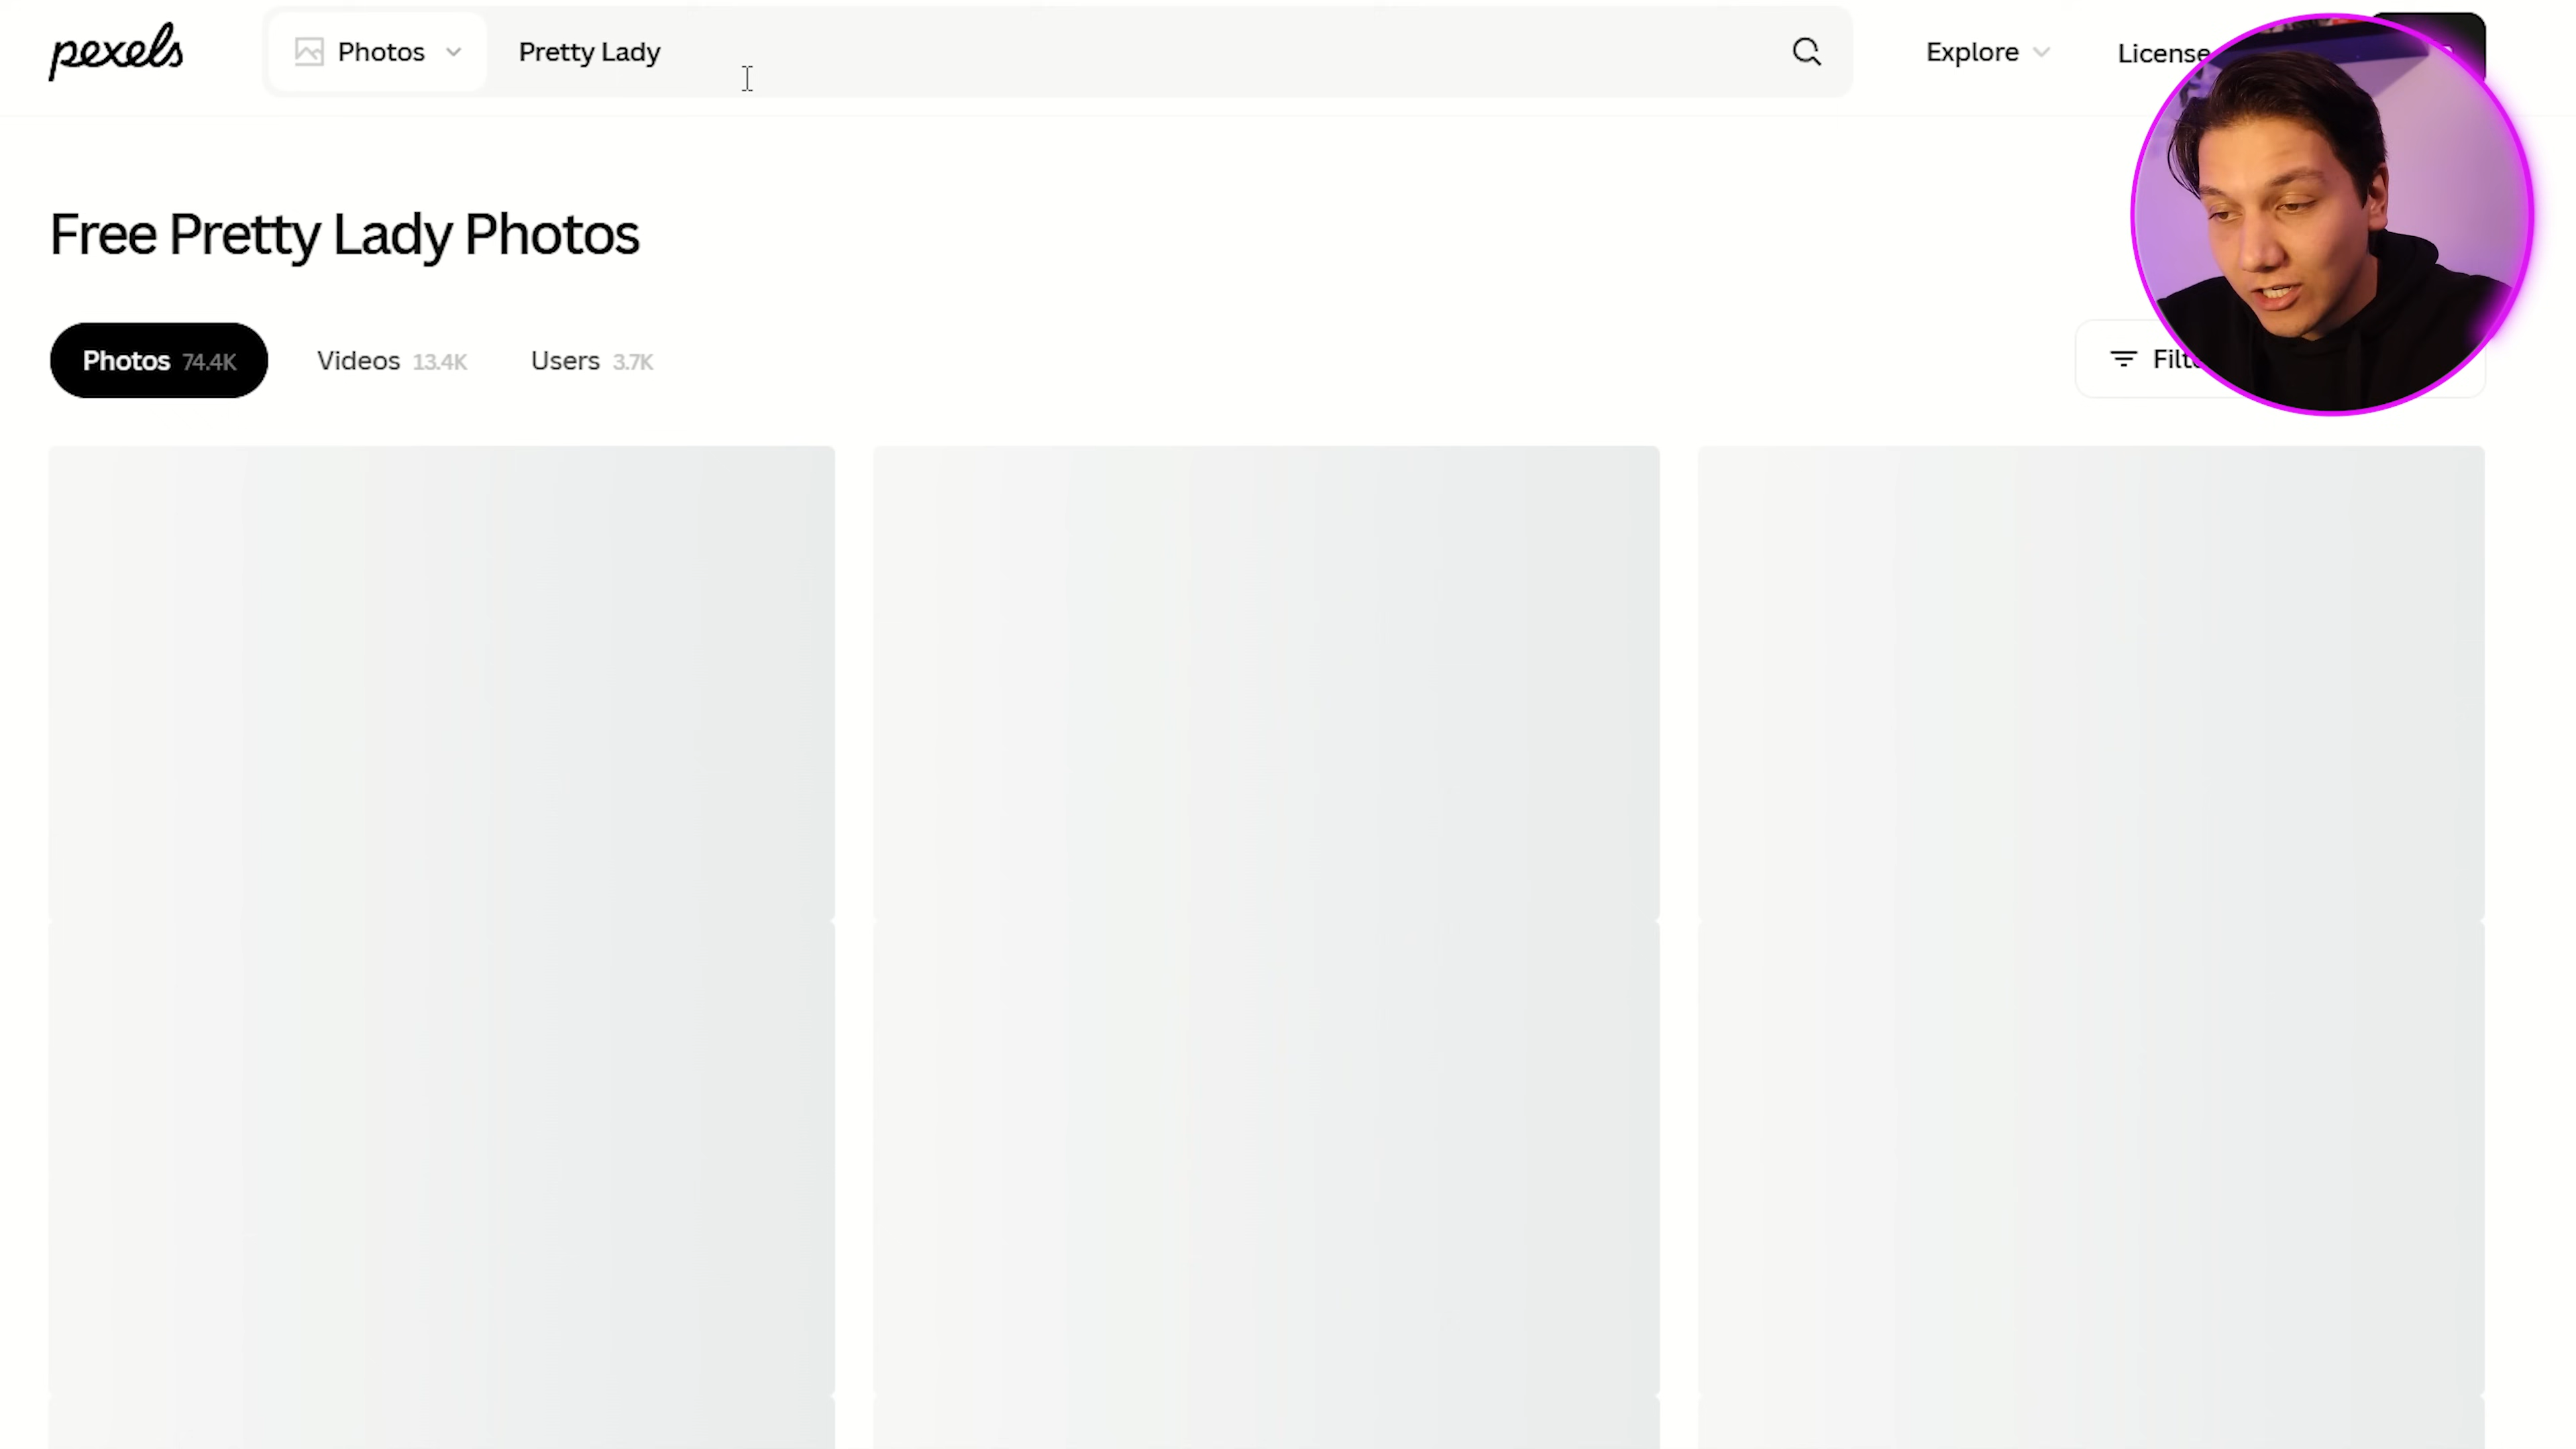 pexels Photos Pretty Lady Explore License
Free Pretty Lady Photos
Photos 74.4K Videos 13.4K Users 3.7K